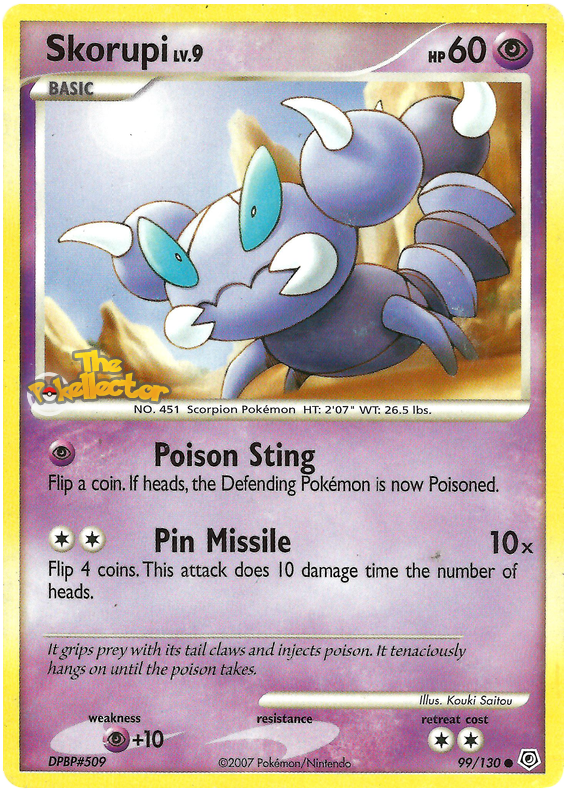 Skorupi LV.9
HP 60
BASIC
The
Pokellector
NO. 451 Scorpion Pokémon HT: 2'07" WT: 26.5 lbs.
Poison Sting
Flip a coin. If heads, the Defending Pokémon is now Poisoned.
Pin Missile 10x
Flip 4 coins. This attack does 10 damage time the number of
heads.
It grips prey with its tail claws and injects poison. It tenaciously
hangs on until the poison takes.
Illus. Kouki Saitou
weakness resistance retreat cost
+10
DPBP#509 ©2007 Pokémon/Nintendo 99/130